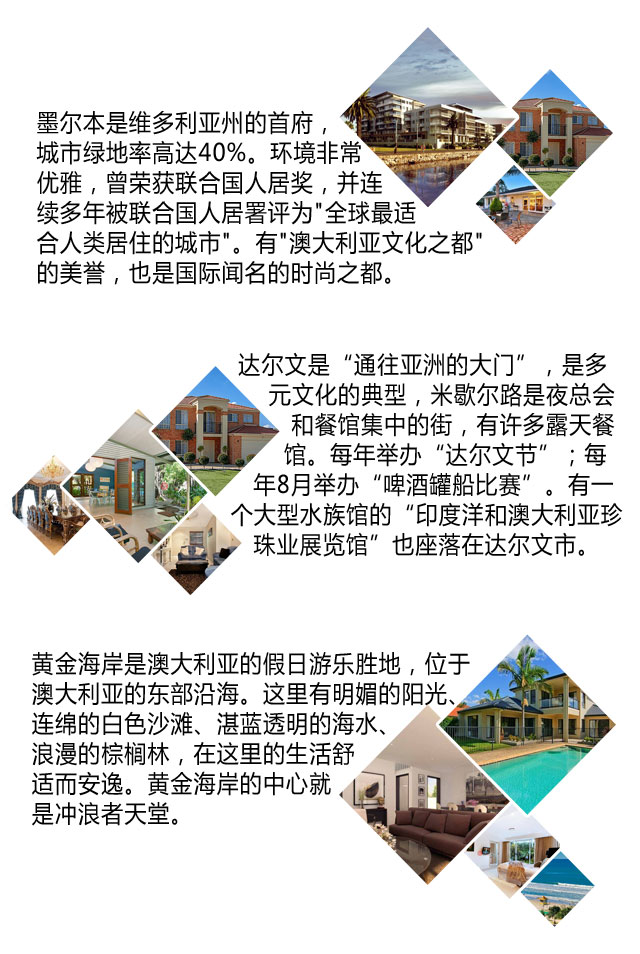 墨尔本是维多利亚州的首府，
城市绿地率高达40%。环境非常
优雅，曾荣获联合国人居奖，并连
续多年被联合国人居署评为"全球最适
合人类居住的城市"。有"澳大利亚文化之都"
的美誉，也是国际闻名的时尚之都。
达尔文是“通往亚洲的大门”，是多
元文化的典型，米歇尔路是夜总会
和餐馆集中的街，有许多露天餐
馆。每年举办“达尔文节”；每
年8月举办“啤酒罐船比赛”。有一
个大型水族馆的“印度洋和澳大利亚珍
珠业展览馆”也座落在达尔文市。
黄金海岸是澳大利亚的假日游乐胜地，位于
澳大利亚的东部沿海。这里有明媚的阳光、
连绵的白色沙滩、湛蓝透明的海水、
浪漫的棕榈林，在这里的生活舒
适而安逸。黄金海岸的中心就
是冲浪者天堂。